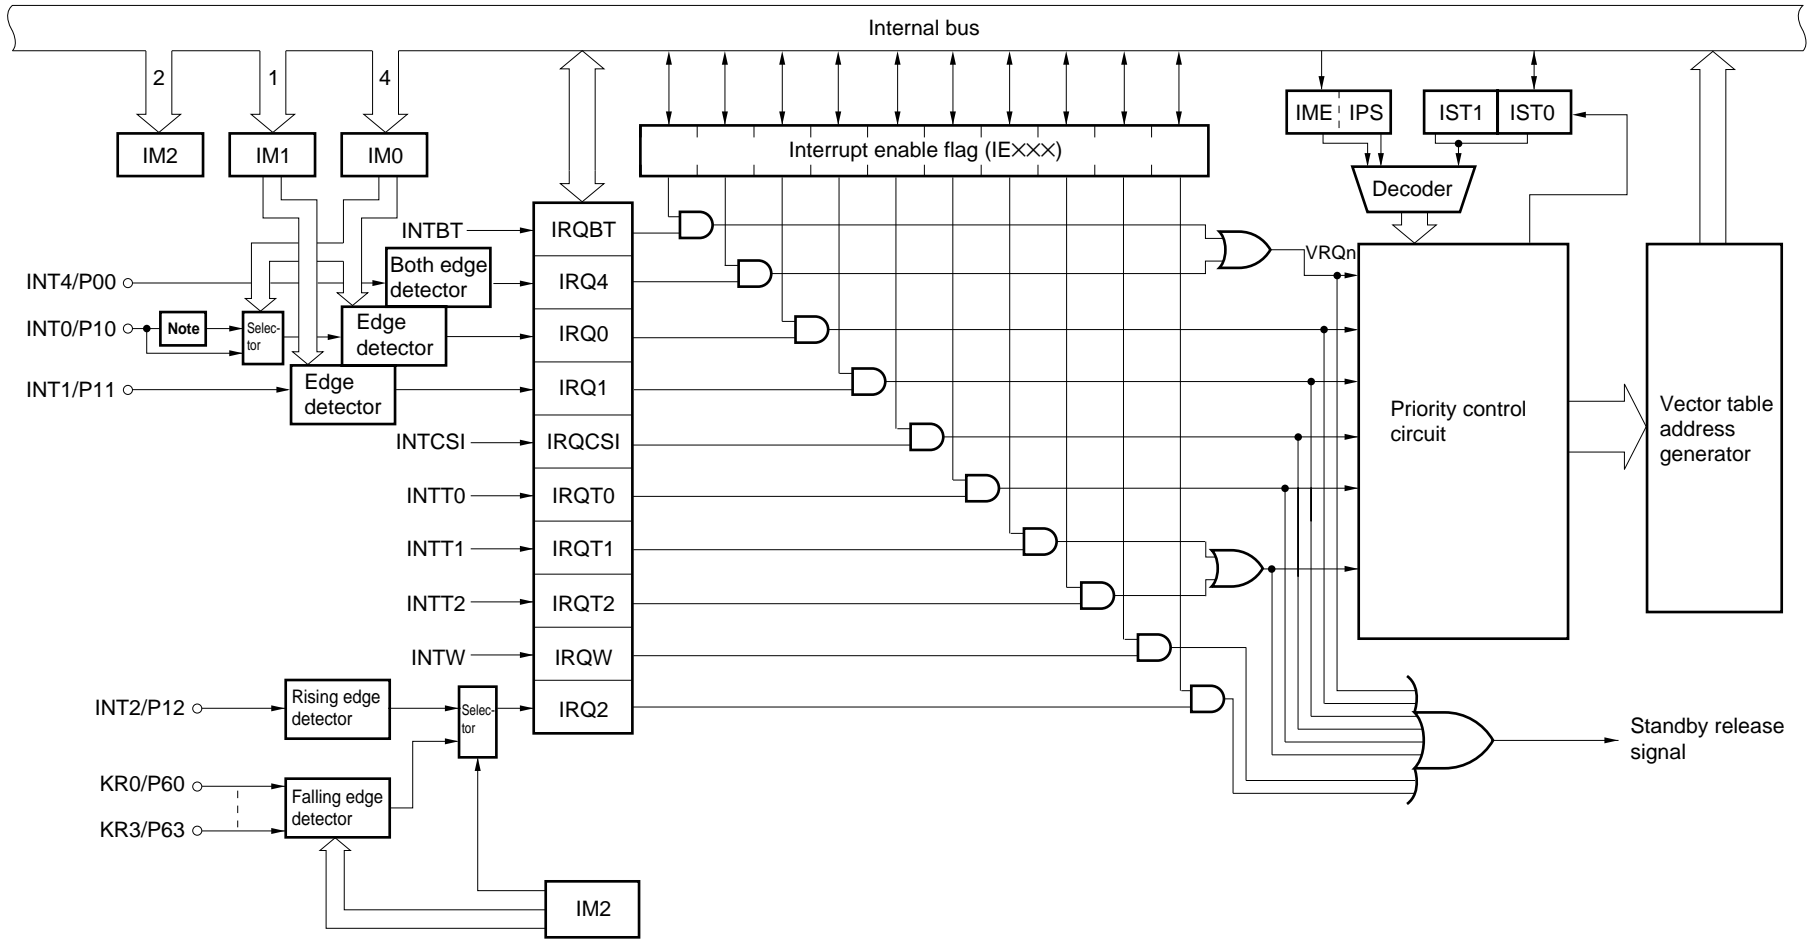 Internal bus
2
1
4
IM2
IM1
IM0
Interrupt enable flag (IE×××)
IME
IPS
IST1
IST0
Decoder
INTBT
IRQBT
INT4/P00
Both edge
detector
IRQ4
VRQn
INT0/P10
Note
Selec-
tor
Edge
detector
IRQ0
INT1/P11
Edge
detector
IRQ1
Priority control
circuit
Vector table
address
generator
INTCSI
IRQCSI
INTT0
IRQT0
INTT1
IRQT1
INTT2
IRQT2
INTW
IRQW
INT2/P12
Rising edge
detector
Selec-
tor
IRQ2
Standby release
signal
KR0/P60
Falling edge
detector
KR3/P63
IM2